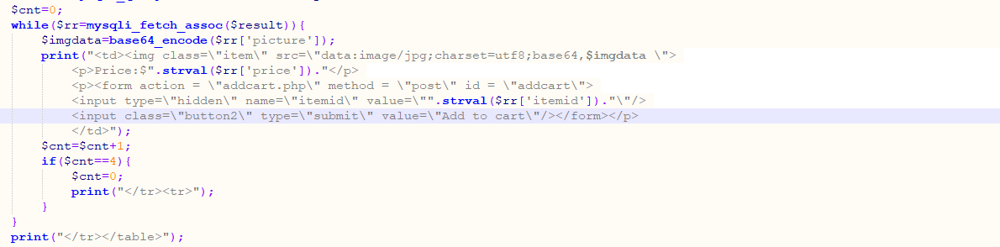 $cnt=0;
while($rr=mysqli_fetch_assoc($result)){
$imgdata=base64_encode($rr['picture']);
print("<td><img class=\"item\" src=\"data:image/jpg;charset=utf8;base64,$imgdata \">
<p>Price:$".strval($rr['price'])."</p>
<p><form action = \"addcart.php\" method = \"post\" id = \"addcart\">
<input type=\"hidden\" name=\"itemid\" value=\"".strval($rr['itemid'])."\"/>
<input class=\"button2\" type=\"submit\" value=\"Add to cart\"/></form></p>
</td>");
$cnt=$cnt+1;
if($cnt==4){
$cnt=0;
print("</tr><tr>");
}
}
print("</tr></table>");